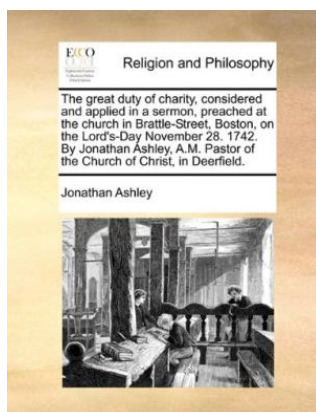 ECCO
Religion and Philosophy
The great duty of charity, considered
and applied in a sermon, preached at
the church in Brattle-Street, Boston, on
the Lord's-Day November 28. 1742.
By Jonathan Ashley, A.M. Pastor of
the Church of Christ, in Deerfield.
Jonathan Ashley